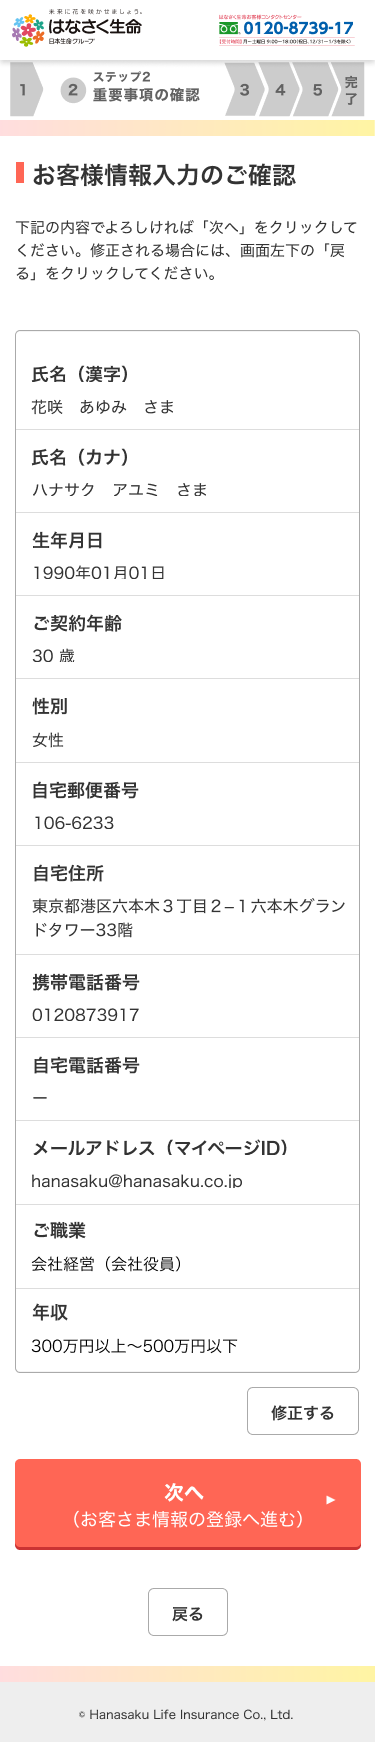 未来に花を咲かせましょう。
はなさく生命
日本生命グループ
はなさく生命お客様コンタクトセンター
0120-8739-17
1
2
ステップ2
重要事項の確認
3
4
5
完了
お客様情報入力のご確認
下記の内容でよろしければ「次へ」をクリックして
ください。修正される場合には、画面左下の「戻
る」をクリックしてください。
氏名（漢字）
花咲　あゆみ　さま
氏名（カナ）
ハナサク　アユミ　さま
生年月日
1990年01月01日
ご契約年齢
30 歳
性別
女性
自宅郵便番号
106-6233
自宅住所
東京都港区六本木３丁目２−１六本木グラン
ドタワー33階
携帯電話番号
0120873917
自宅電話番号
ー
メールアドレス（マイページID）
hanasaku@hanasaku.co.jp
ご職業
会社経営（会社役員）
年収
300万円以上〜500万円以下
修正する
次へ
（お客さま情報の登録へ進む）
戻る
© Hanasaku Life Insurance Co., Ltd.